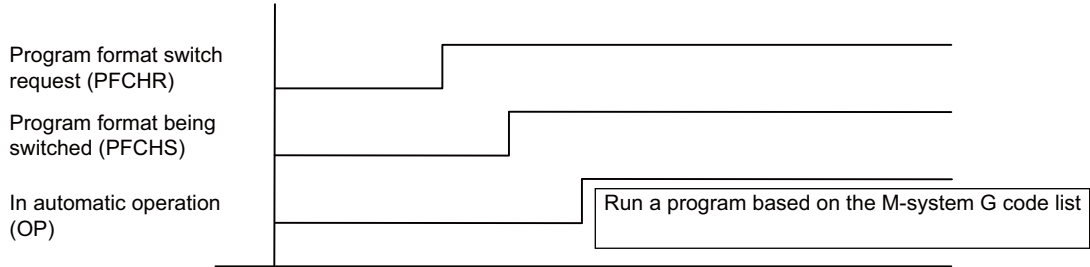 Program format switch
request (PFCHR)
Program format being
switched (PFCHS)
In automatic operation
(OP)
Run a program based on the M-system G code list